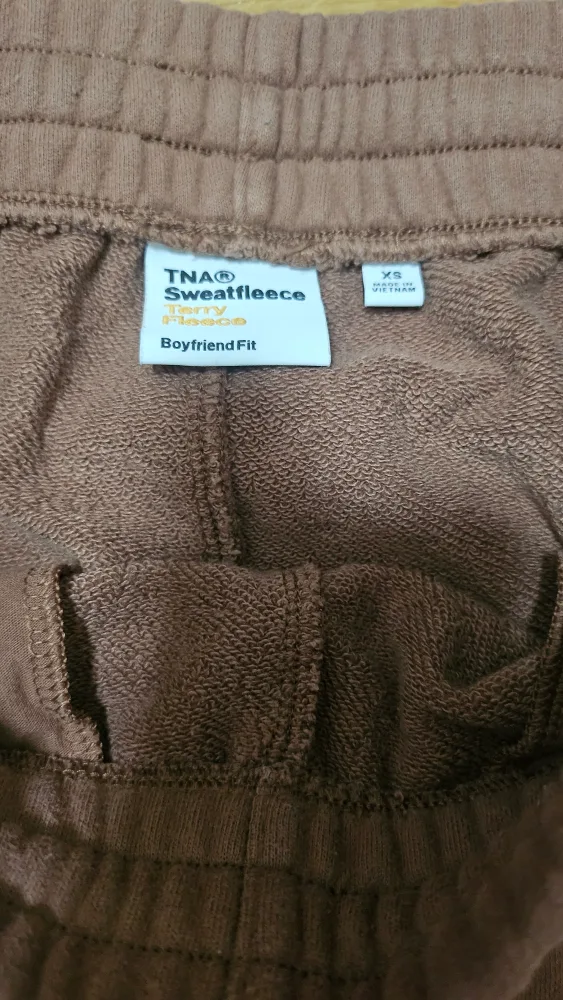 TNA®
Sweatfleece
Terry
Fleece
Boyfriend Fit
XS
MADE IN
VIETNAM